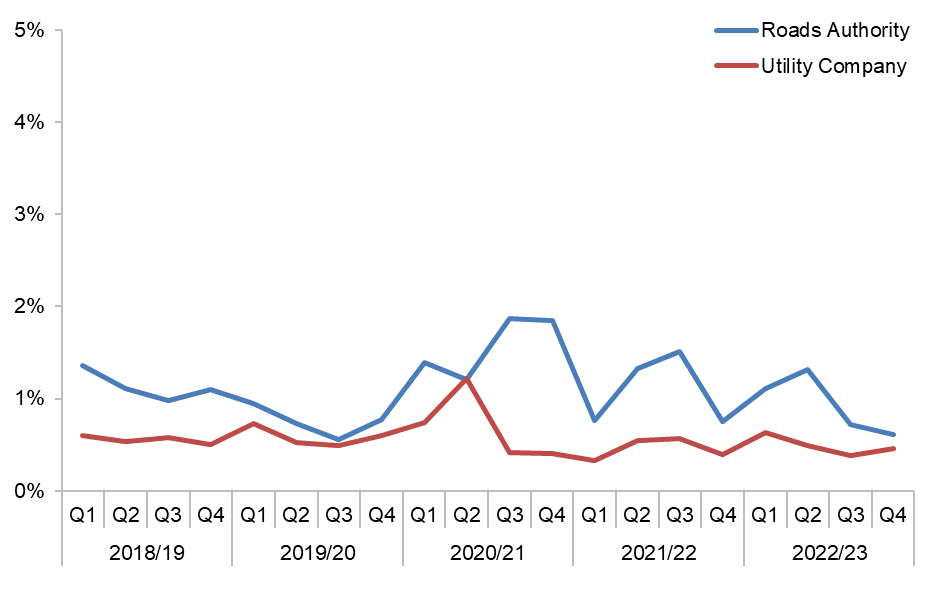 5%
Roads Authority
Utility Company
4%
3%
2%
1%
0%
Q1 Q2 Q3 Q4 Q1 Q2 Q3 Q4 Q1 Q2 Q3 Q4 Q1 Q2 Q3 Q4 Q1 Q2 Q3 Q4
2018/19 2019/20 2020/21 2021/22 2022/23